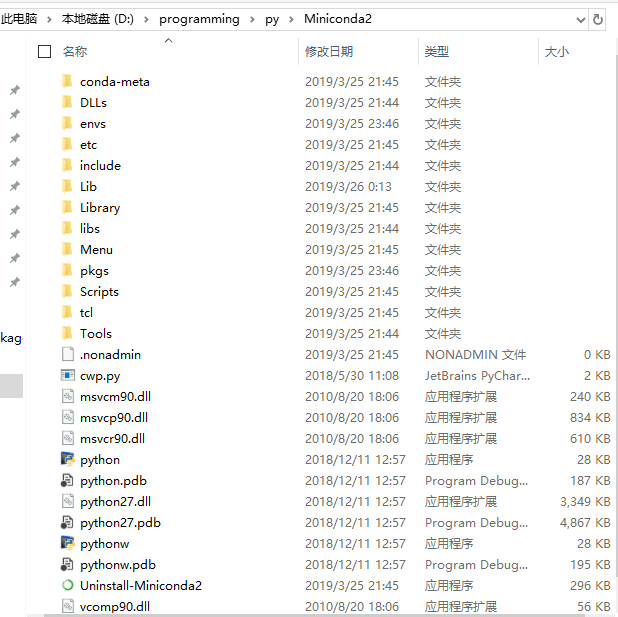 此电脑 › 本地磁盘 (D:) › programming › py › Miniconda2
名称 修改日期 类型 大小
conda-meta 2019/3/25 21:45 文件夹
DLLs 2019/3/25 21:44 文件夹
envs 2019/3/25 23:46 文件夹
etc 2019/3/25 21:45 文件夹
include 2019/3/25 21:44 文件夹
Lib 2019/3/26 0:13 文件夹
Library 2019/3/25 21:45 文件夹
libs 2019/3/25 21:44 文件夹
Menu 2019/3/25 21:45 文件夹
pkgs 2019/3/25 23:46 文件夹
Scripts 2019/3/25 21:45 文件夹
tcl 2019/3/25 21:45 文件夹
Tools 2019/3/25 21:44 文件夹
kag
.nonadmin 2019/3/25 21:45 NONADMIN 文件 0 KB
cwp.py 2018/5/30 11:08 JetBrains PyChar... 2 KB
msvcm90.dll 2010/8/20 18:06 应用程序扩展 240 KB
msvcp90.dll 2010/8/20 18:06 应用程序扩展 834 KB
msvcr90.dll 2010/8/20 18:06 应用程序扩展 610 KB
python 2018/12/11 12:57 应用程序 28 KB
python.pdb 2018/12/11 12:57 Program Debug... 187 KB
python27.dll 2018/12/11 12:57 应用程序扩展 3,349 KB
python27.pdb 2018/12/11 12:57 Program Debug... 4,867 KB
pythonw 2018/12/11 12:57 应用程序 28 KB
pythonw.pdb 2018/12/11 12:57 Program Debug... 195 KB
Uninstall-Miniconda2 2019/3/25 21:45 应用程序 296 KB
vcomp90.dll 2010/8/20 18:06 应用程序扩展 56 KB